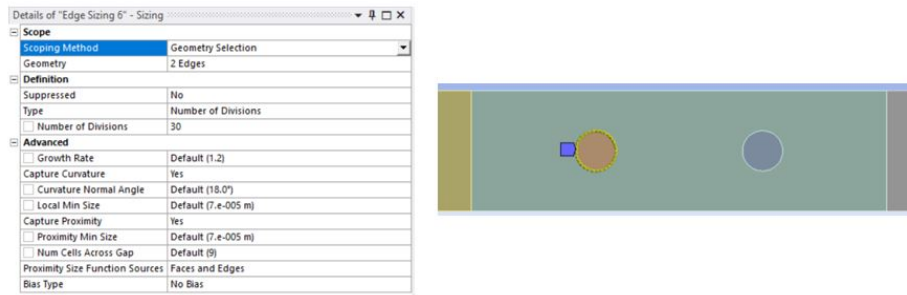 Details of "Edge Sizing 6" - Sizing
Scope
Scoping Method Geometry Selection
Geometry 2 Edges
Definition
Suppressed No
Type Number of Divisions
Number of Divisions 30
Advanced
Growth Rate Default (1.2)
Capture Curvature Yes
Curvature Normal Angle Default (18.0°)
Local Min Size Default (7.e-005 m)
Capture Proximity Yes
Proximity Min Size Default (7.e-005 m)
Num Cells Across Gap Default (9)
Proximity Size Function Sources Faces and Edges
Bias Type No Bias